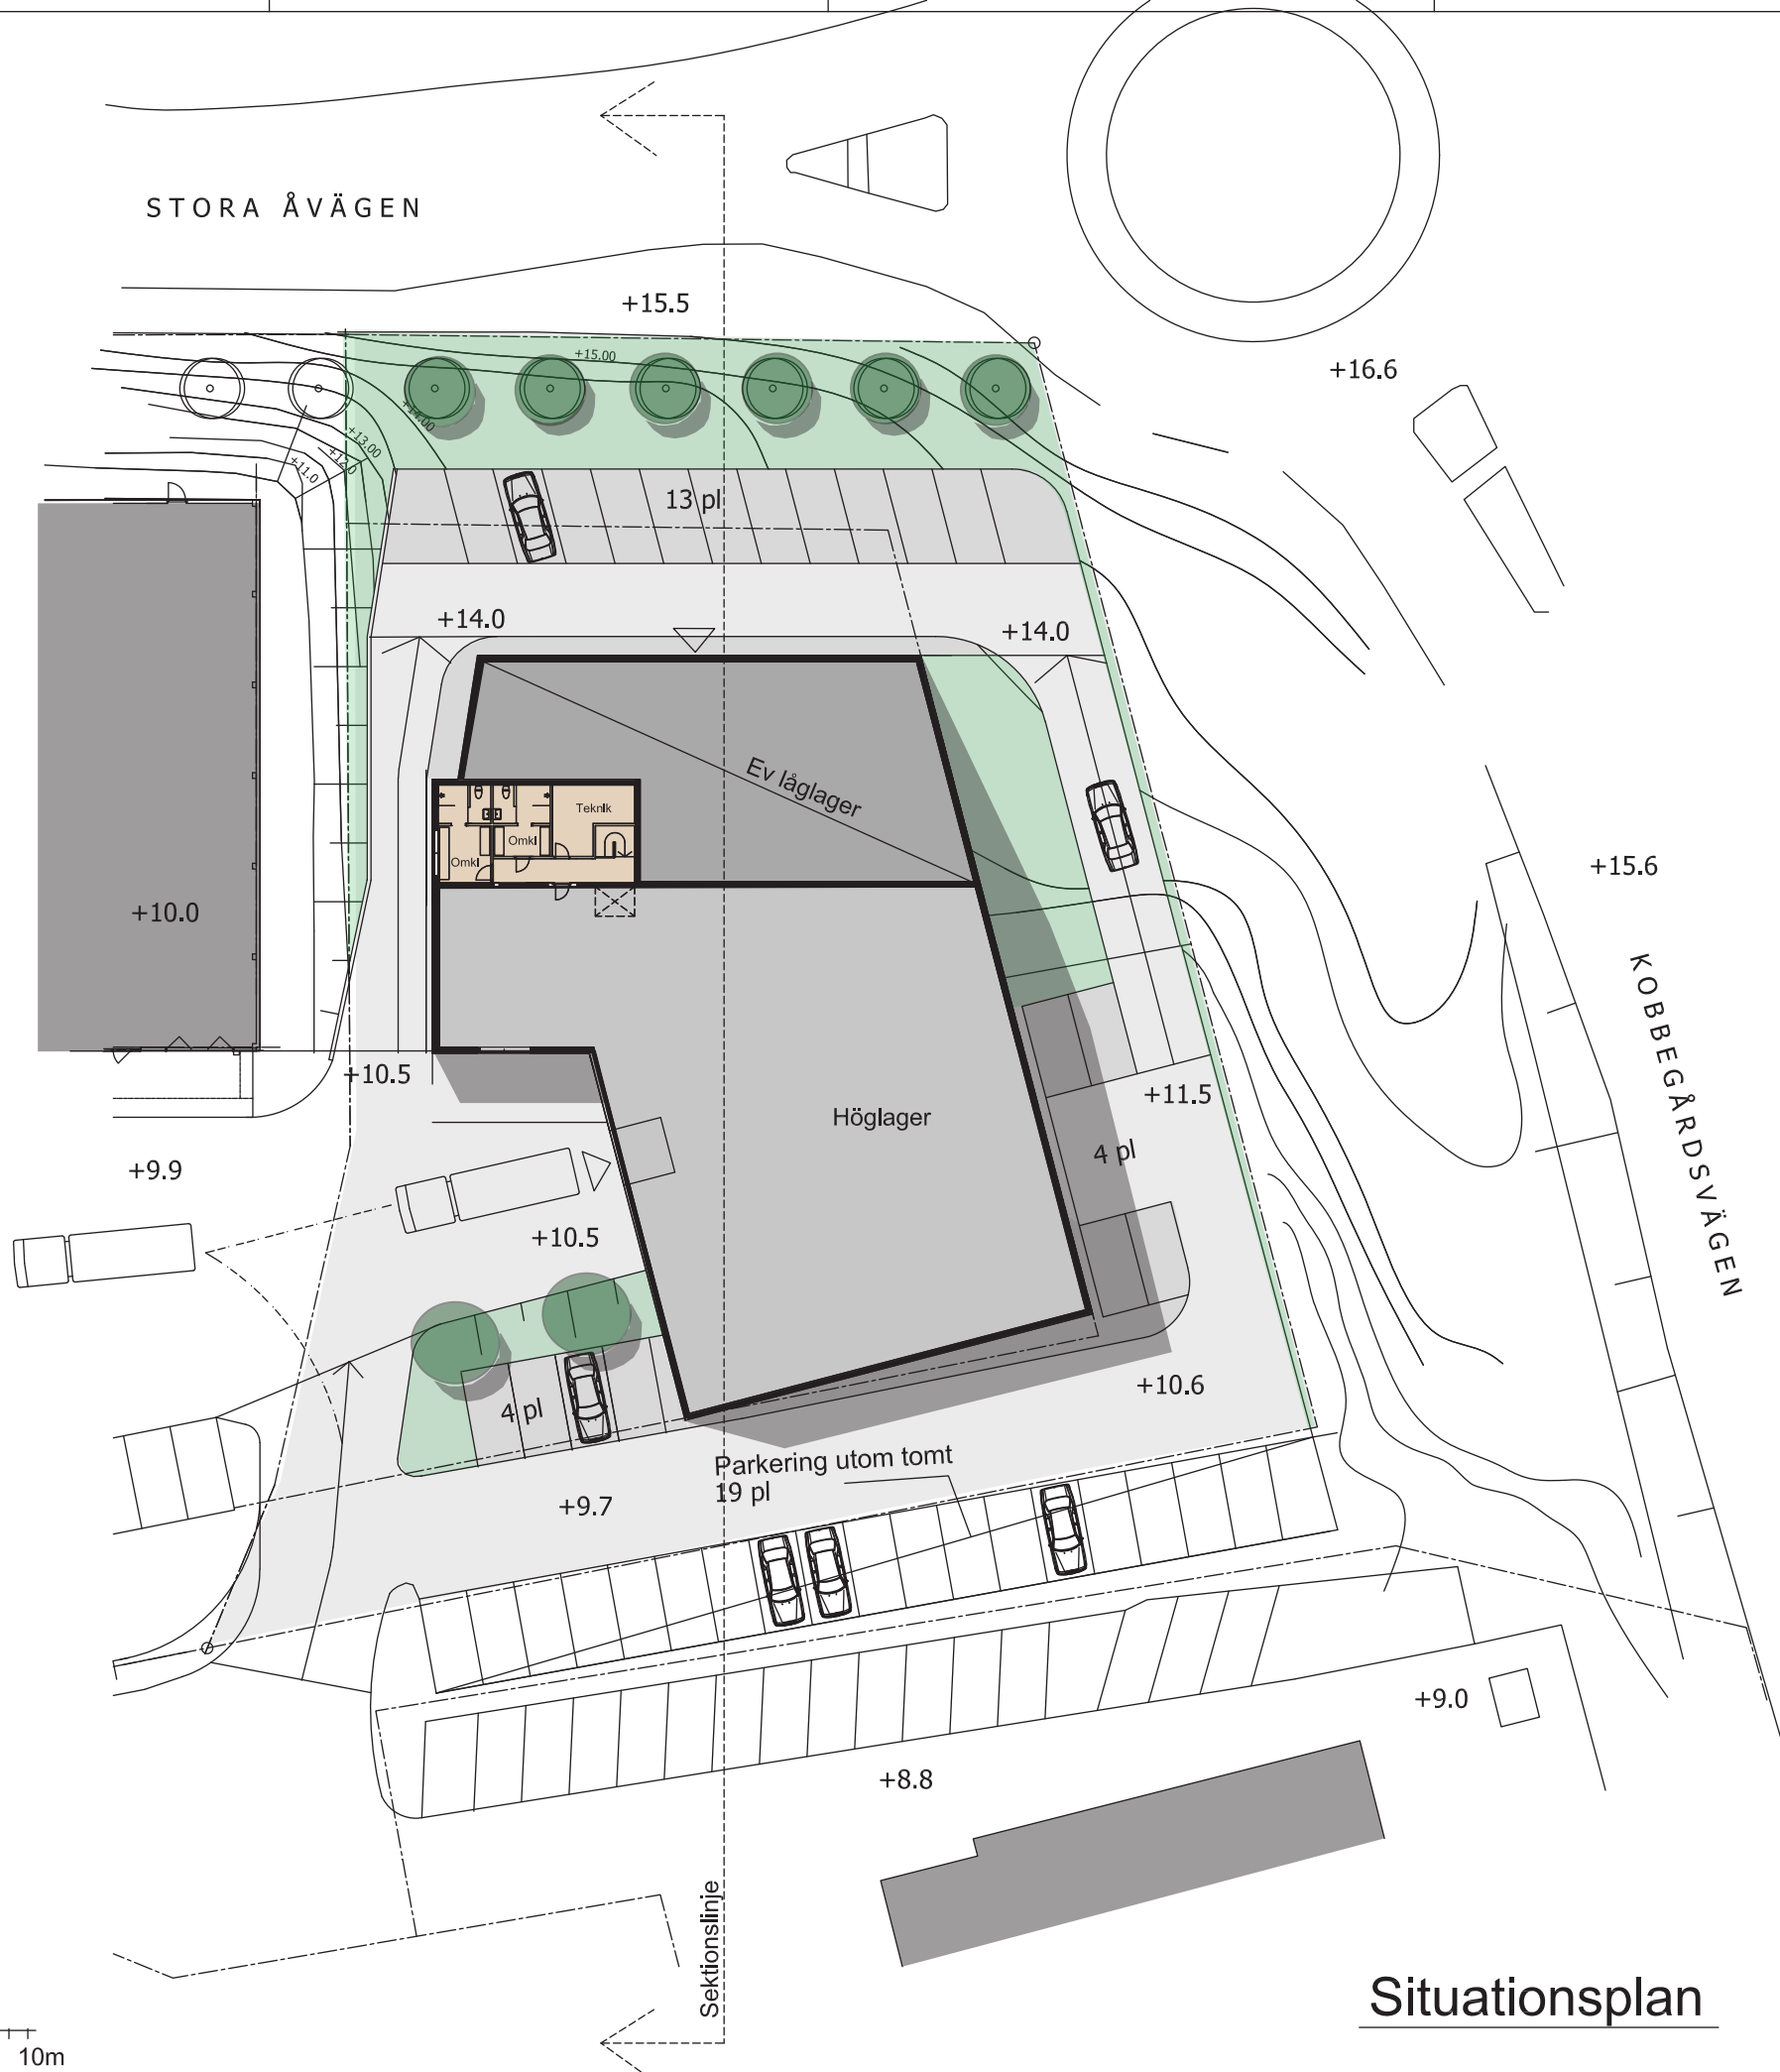 STORA ÅVÄGEN
+15.5
+15.00
+16.6
+14.00
+13.00
+12.0
+11.0
13 pl
+14.0
+14.0
Ev låglager
Teknik
Omkl
Omkl
+15.6
+10.0
KOBBEGÅRDSVÄGEN
+10.5
+11.5
Höglager
4 pl
+9.9
+10.5
+10.6
4 pl
Parkering utom tomt
19 pl
+9.7
+9.0
+8.8
Sektionslinje
Situationsplan
10m